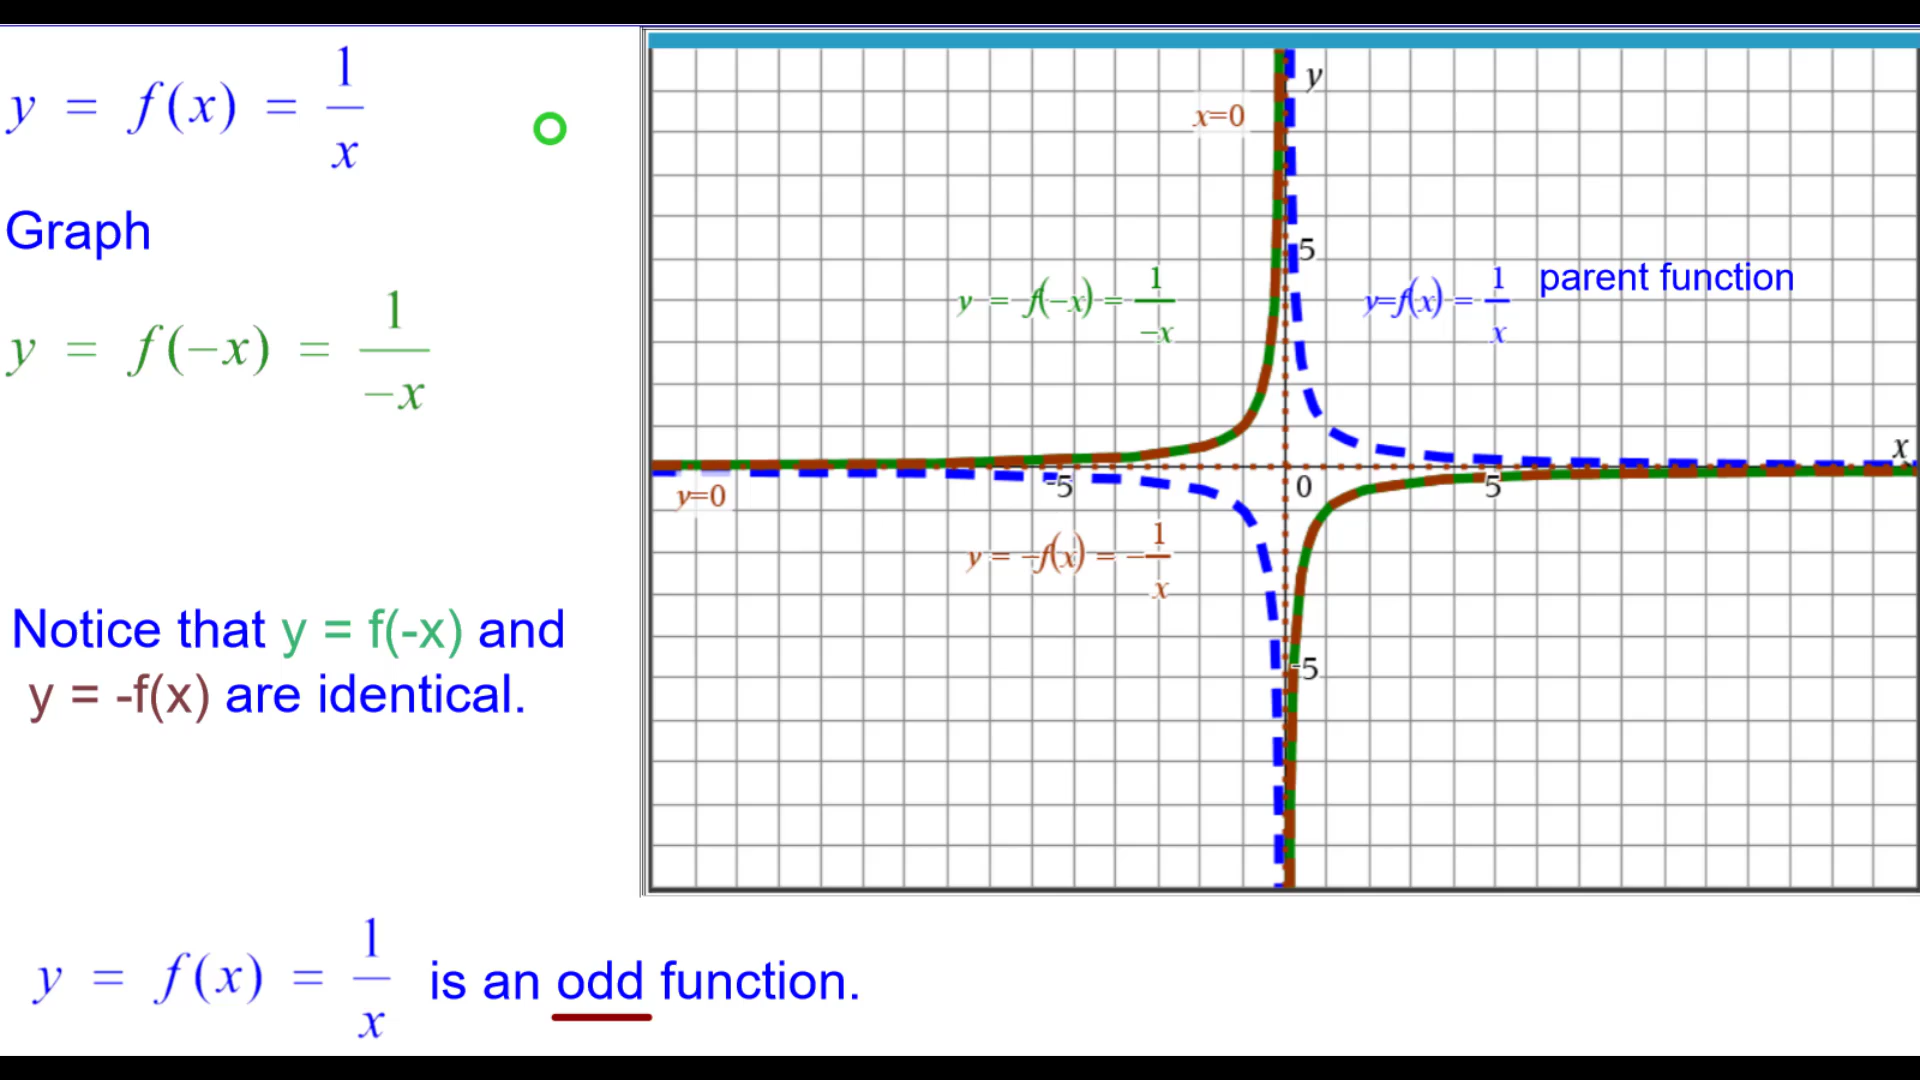 y = f(x) = 1/x
Graph
y = f(−x) = 1/−x
Notice that y = f(-x) and
y = -f(x) are identical.
y
x=0
5
y = f(−x) = 1/−x
y=f(x) = 1/x
parent function
x
y=0
-5
0
5
y = −f(x) = −1/x
-5
y = f(x) = 1/x is an odd function.